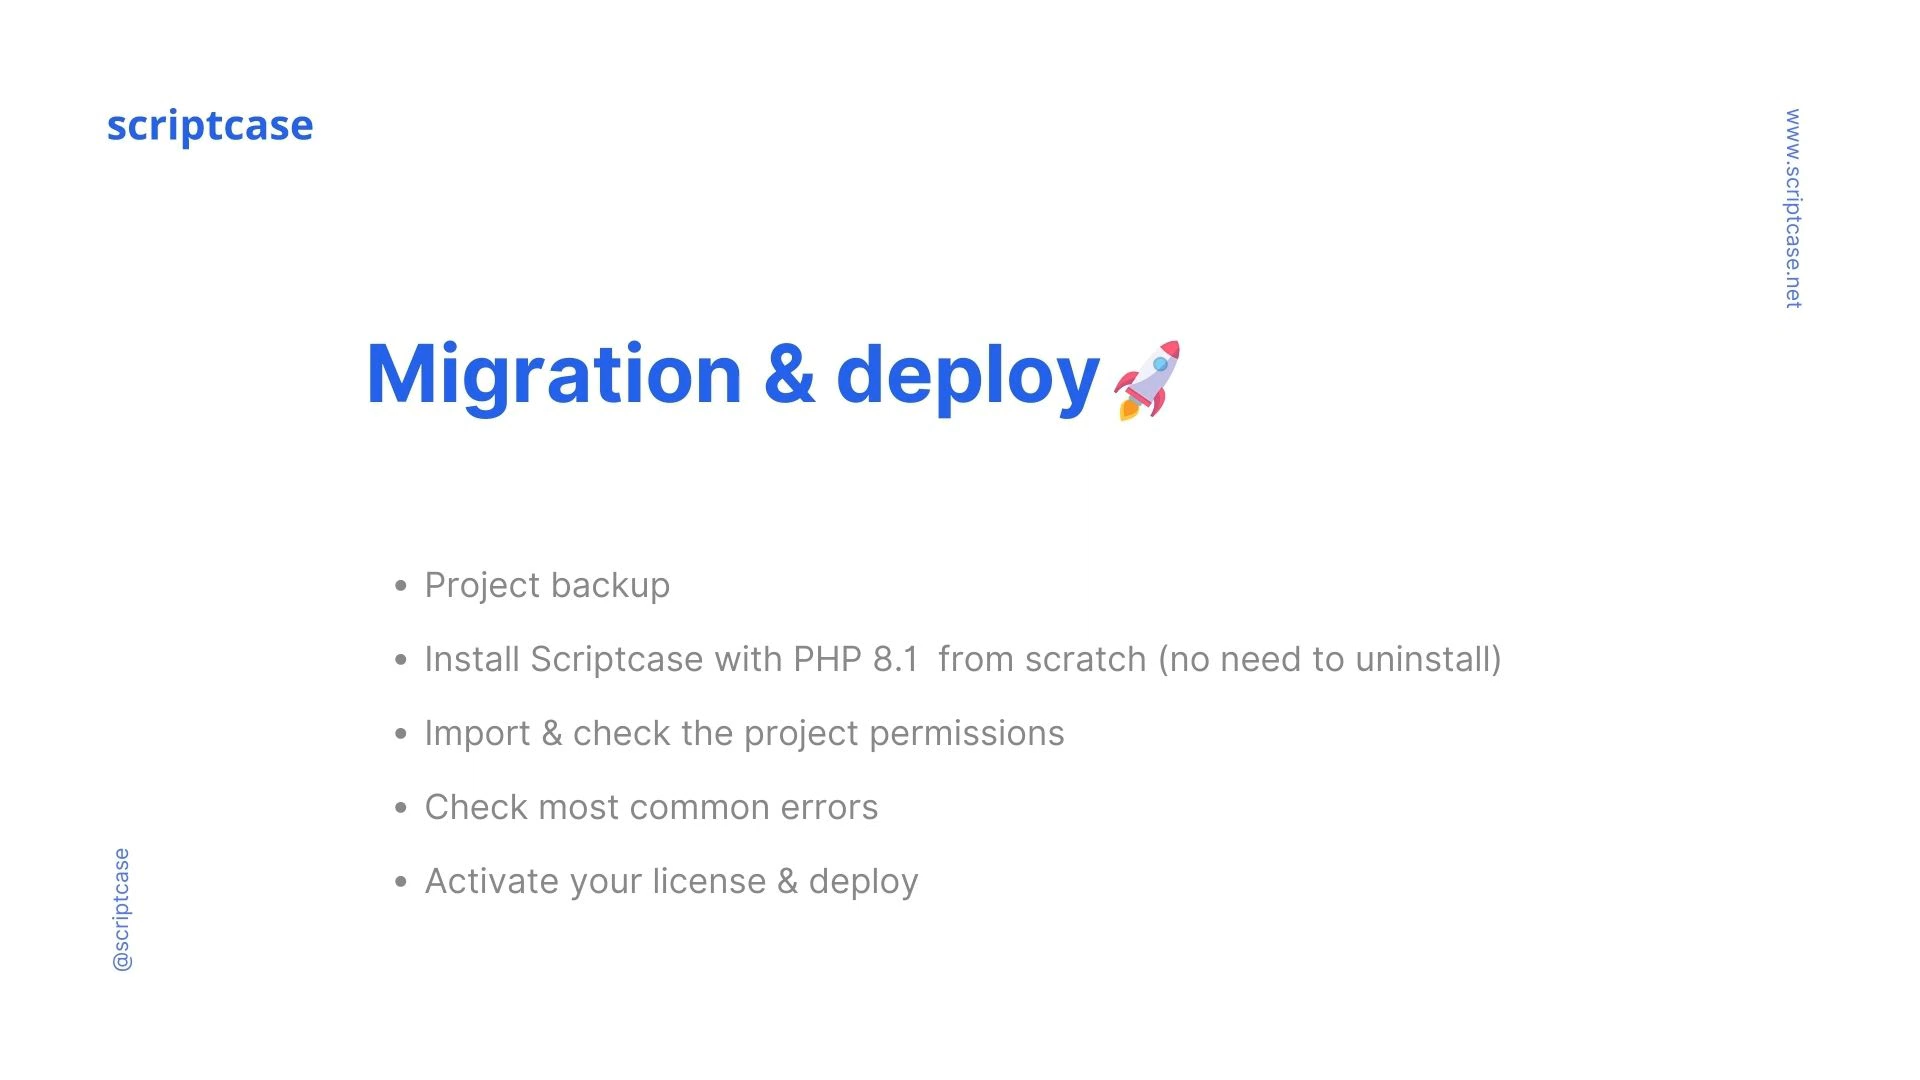 scriptcase
www.scriptcase.net
Migration & deploy🚀
• Project backup
• Install Scriptcase with PHP 8.1  from scratch (no need to uninstall)
• Import & check the project permissions
• Check most common errors
• Activate your license & deploy
@scriptcase